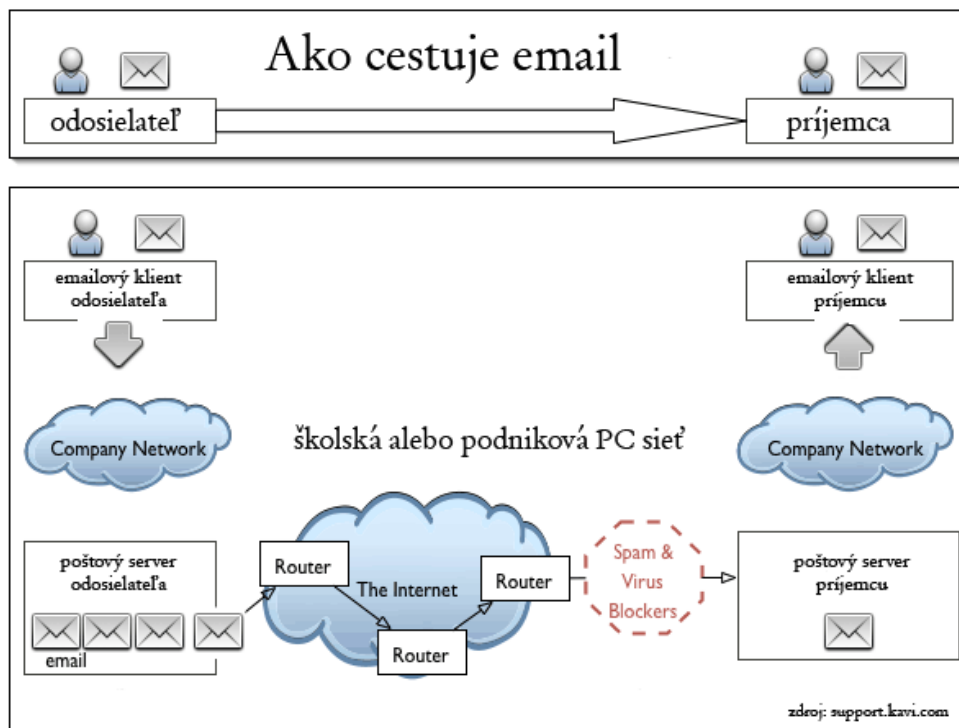 Ako cestuje email
odosielateľ
príjemca
emailový klient
odosielateľa
emailový klient
príjemcu
Company Network
školská alebo podniková PC sieť
Company Network
poštový server
odosielateľa
email
Router
The Internet
Router
Router
Spam &
Virus
Blockers
poštový server
príjemcu
zdroj: support.kavi.com